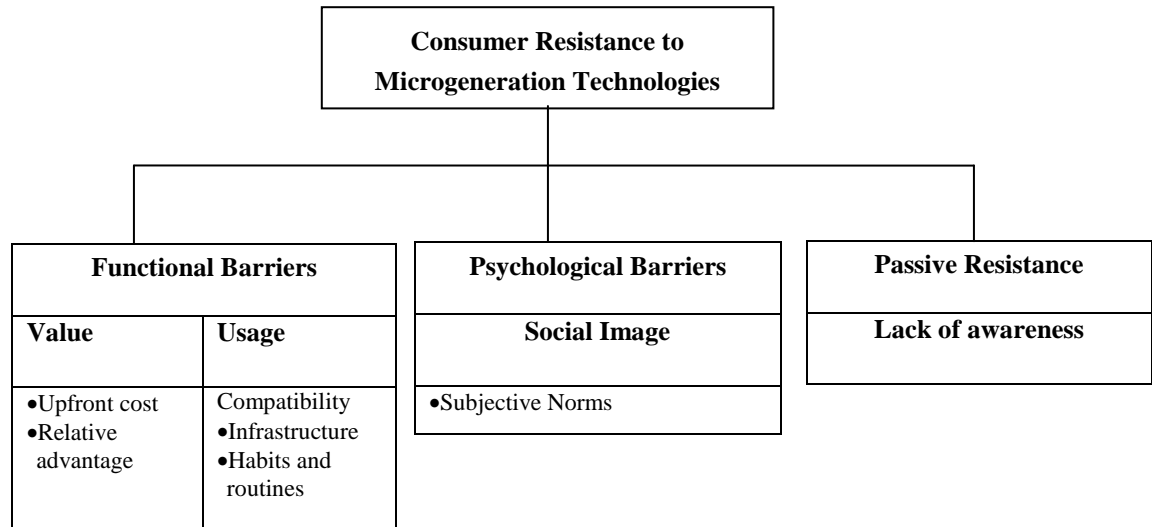 Consumer Resistance to
Microgeneration Technologies
Functional Barriers
Value
Usage
•Upfront cost
•Relative
advantage
Compatibility
•Infrastructure
•Habits and
routines
Psychological Barriers
Social Image
•Subjective Norms
Passive Resistance
Lack of awareness